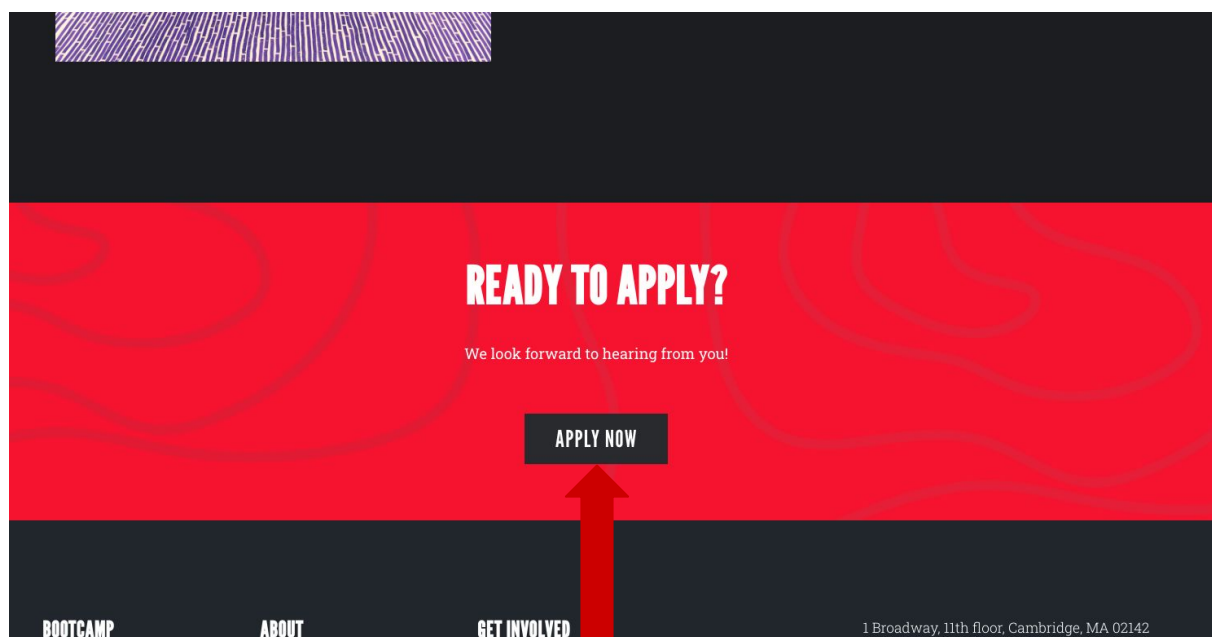 READY TO APPLY?
We look forward to hearing from you!
APPLY NOW
BOOTCAMP ABOUT GET INVOLVED 1 Broadway, 11th floor, Cambridge, MA 02142